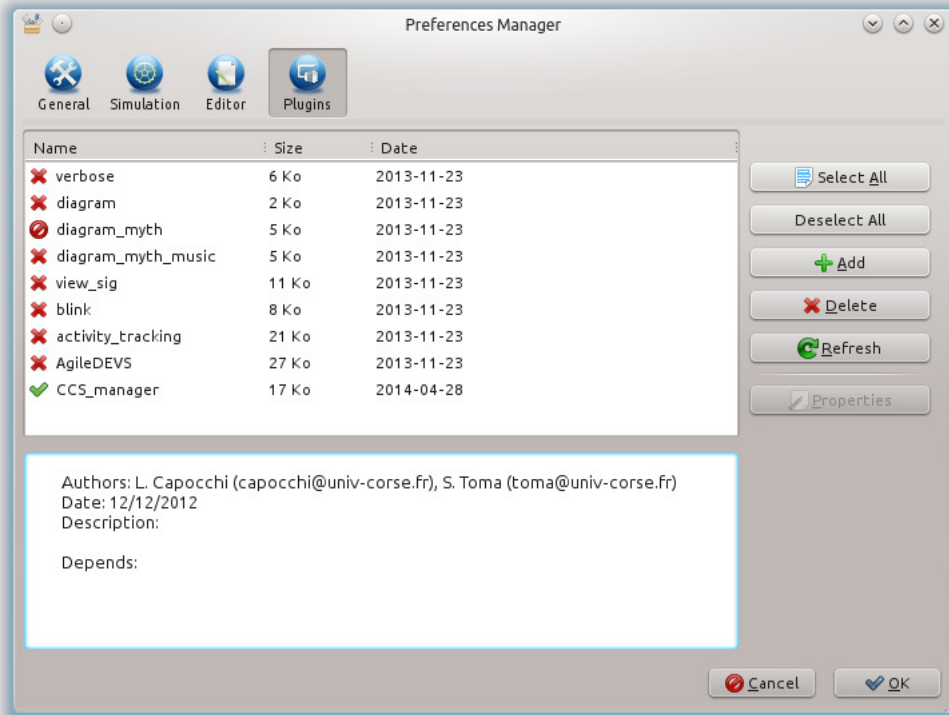 Preferences Manager
General Simulation Editor Plugins
Name Size Date
verbose 6 Ko 2013-11-23
diagram 2 Ko 2013-11-23
diagram_myth 5 Ko 2013-11-23
diagram_myth_music 5 Ko 2013-11-23
view_sig 11 Ko 2013-11-23
blink 8 Ko 2013-11-23
activity_tracking 21 Ko 2013-11-23
AgileDEVS 27 Ko 2013-11-23
CCS_manager 17 Ko 2014-04-28
Select All
Deselect All
Add
Delete
Refresh
Properties
Authors: L. Capocchi (capocchi@univ-corse.fr), S. Toma (toma@univ-corse.fr)
Date: 12/12/2012
Description:
Depends:
Cancel OK